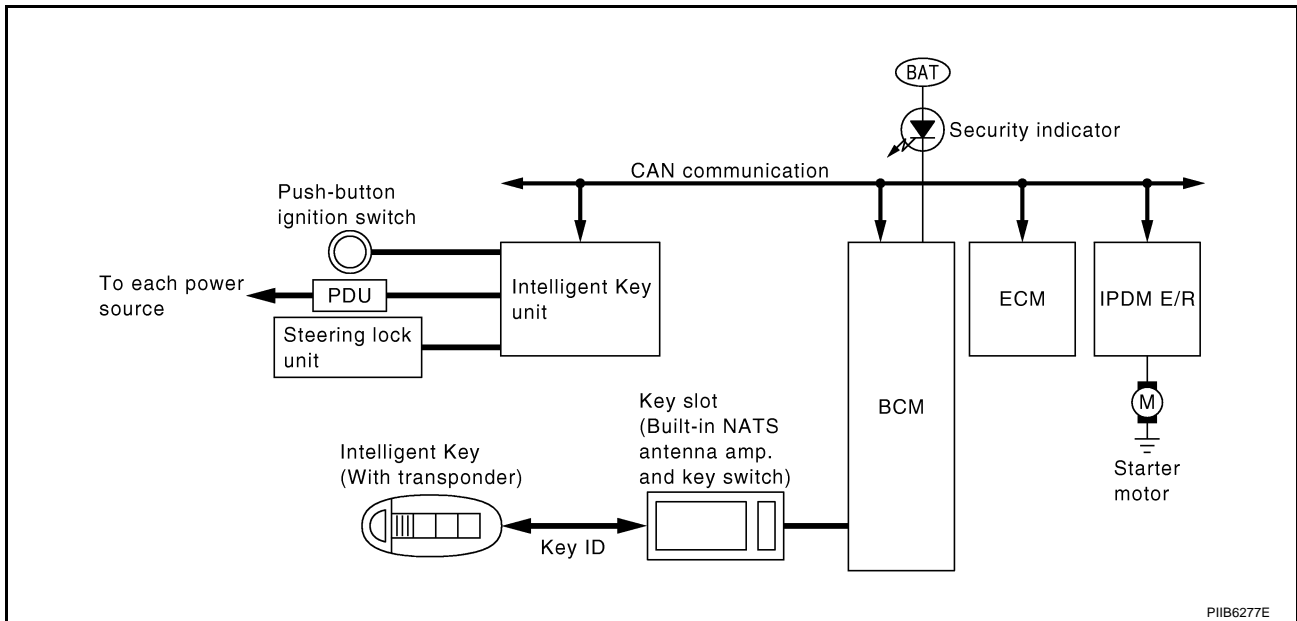 BAT
Security indicator
CAN communication
Push-button
ignition switch
To each power
source
PDU
Intelligent Key
unit
Steering lock
unit
BCM
ECM
IPDM E/R
M
Starter
motor
Key slot
(Built-in NATS
antenna amp.
and key switch)
Intelligent Key
(With transponder)
Key ID
PIIB6277E